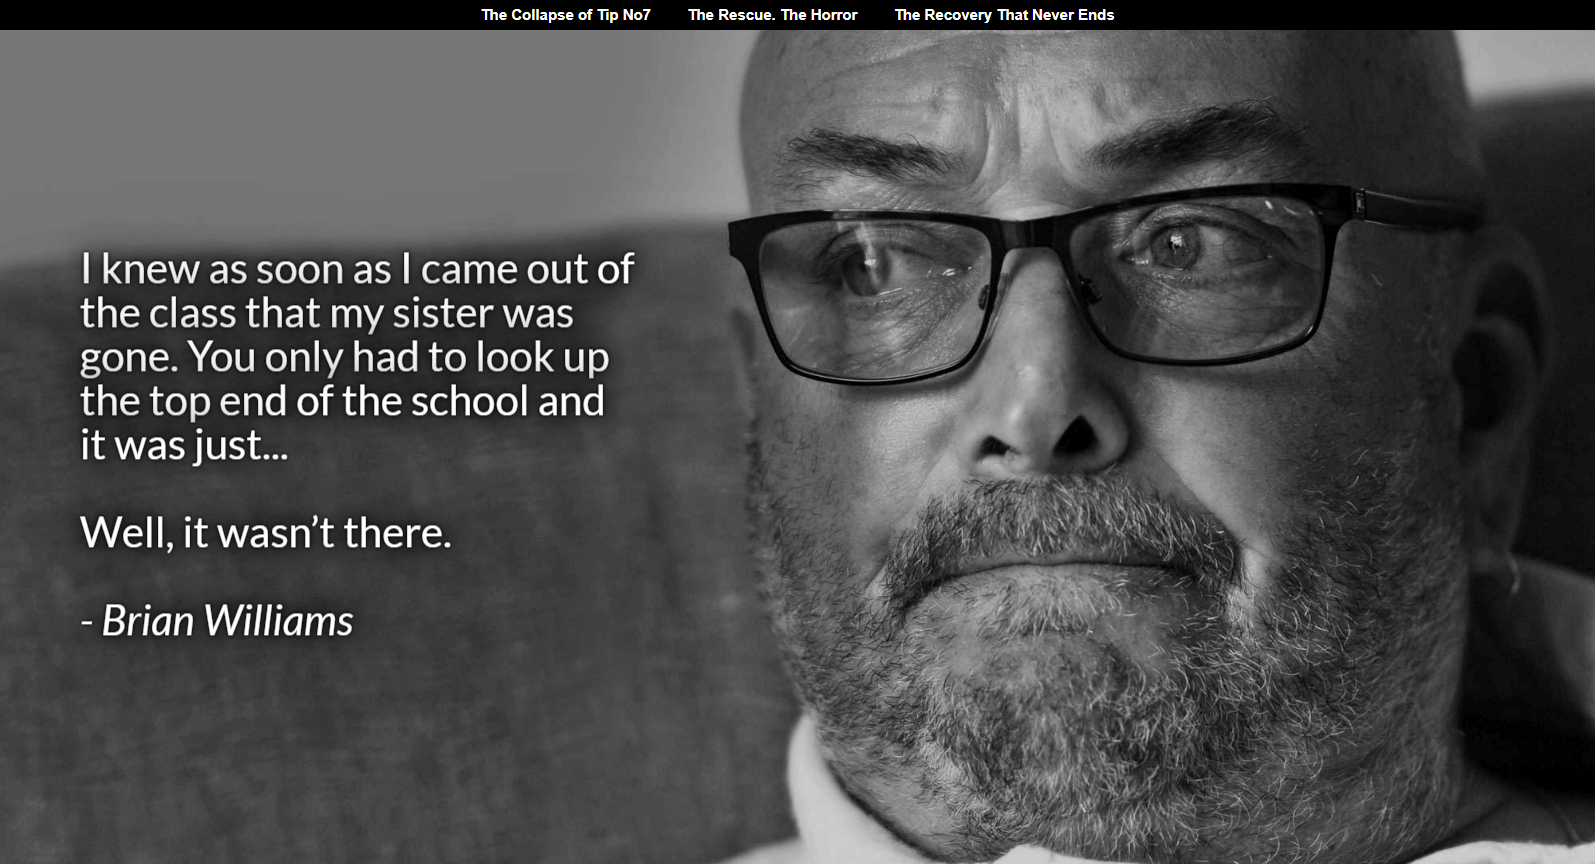 The Collapse of Tip No7 The Rescue. The Horror The Recovery That Never Ends
I knew as soon as I came out of
the class that my sister was
gone. You only had to look up
the top end of the school and
it was just...
Well, it wasn’t there.
- Brian Williams